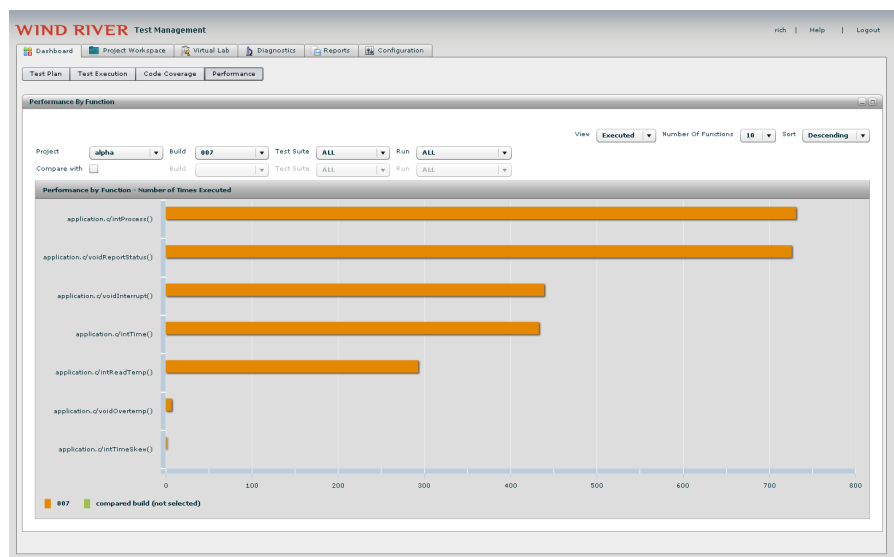 WIND RIVER Test Management
rich | Help | Logout
Dashboard Project Workspace Virtual Lab Diagnostics Reports Configuration
Test Plan Test Execution Code Coverage Performance
Performance By Function
View Executed Number Of Functions 10 Sort Descending
Project alpha Build 007 Test Suite ALL Run ALL
Compare with Build Test Suite ALL Run ALL
Performance by Function - Number of Times Executed
application.c/intProcess()
application.c/voidReportStatus()
application.c/voidInterrupt()
application.c/intTime()
application.c/intReadTemp()
application.c/voidOvertemp()
application.c/intTimeSkew()
0 100 200 300 400 500 600 700 800
007 compared build (not selected)